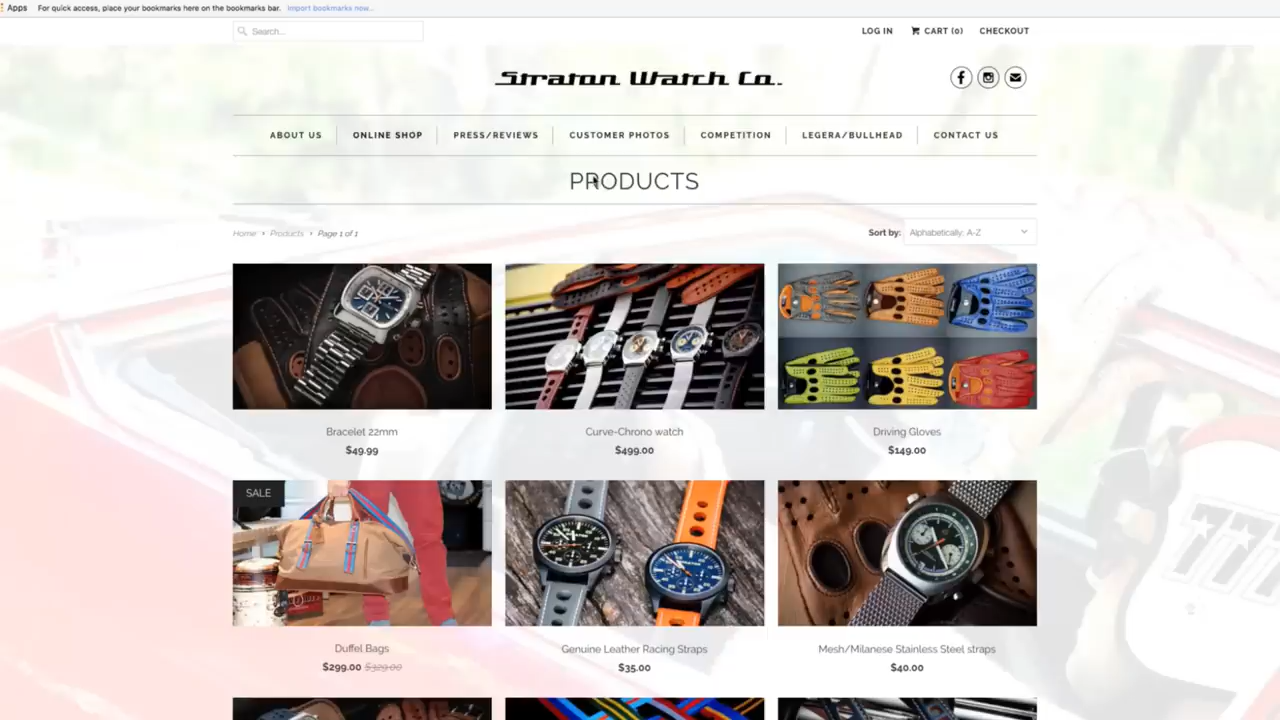 Apps For quick access, place your bookmarks here on the bookmarks bar. Import bookmarks now...
Search...
LOG IN CART (0) CHECKOUT
Straton Watch Co.
ABOUT US ONLINE SHOP PRESS/REVIEWS CUSTOMER PHOTOS COMPETITION LEGERA/BULLHEAD CONTACT US
PRODUCTS
Home › Products › Page 1 of 1
Sort by: Alphabetically: A-Z
Bracelet 22mm Curve-Chrono watch Driving Gloves
$49.99 $499.00 $149.00
SALE
Duffel Bags Genuine Leather Racing Straps Mesh/Milanese Stainless Steel straps
$299.00 $329.00 $35.00 $40.00
777